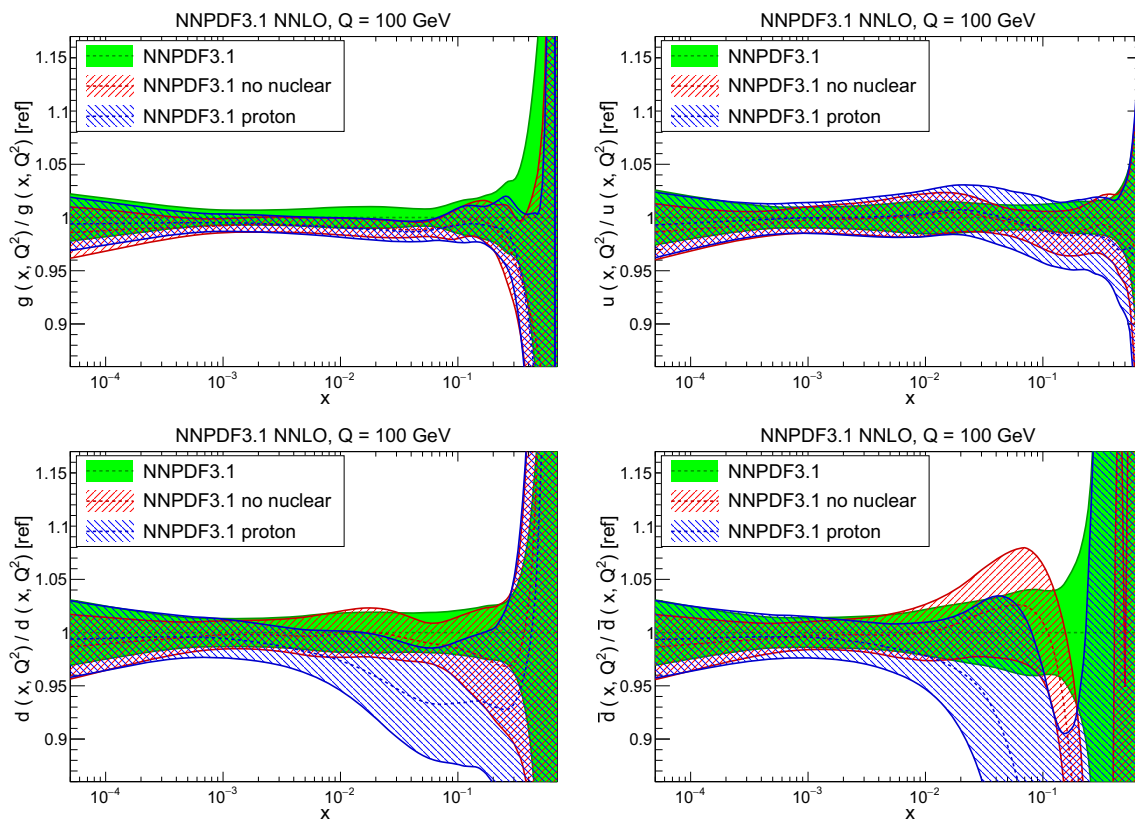 NNPDF3.1 NNLO, Q = 100 GeV
NNPDF3.1
NNPDF3.1 no nuclear
NNPDF3.1 proton
g ( x, Q²) / g ( x, Q²) [ref]
1.15
1.1
1.05
1
0.95
0.9
10⁻⁴ 10⁻³ 10⁻² 10⁻¹
x
NNPDF3.1 NNLO, Q = 100 GeV
NNPDF3.1
NNPDF3.1 no nuclear
NNPDF3.1 proton
u ( x, Q²) / u ( x, Q²) [ref]
1.15
1.1
1.05
1
0.95
0.9
10⁻⁴ 10⁻³ 10⁻² 10⁻¹
x
NNPDF3.1 NNLO, Q = 100 GeV
NNPDF3.1
NNPDF3.1 no nuclear
NNPDF3.1 proton
d ( x, Q²) / d ( x, Q²) [ref]
1.15
1.1
1.05
1
0.95
0.9
10⁻⁴ 10⁻³ 10⁻² 10⁻¹
x
NNPDF3.1 NNLO, Q = 100 GeV
NNPDF3.1
NNPDF3.1 no nuclear
NNPDF3.1 proton
d̅ ( x, Q²) / d̅ ( x, Q²) [ref]
1.15
1.1
1.05
1
0.95
0.9
10⁻⁴ 10⁻³ 10⁻² 10⁻¹
x